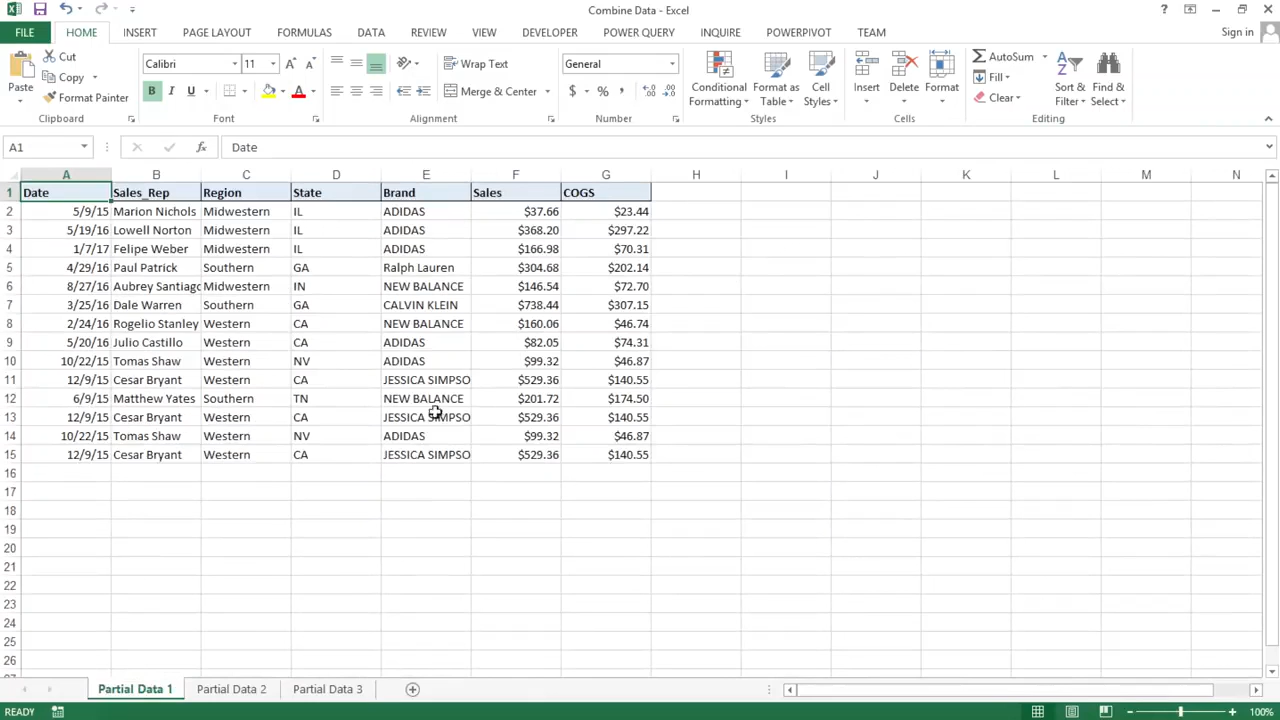 Combine Data - Excel
FILE HOME INSERT PAGE LAYOUT FORMULAS DATA REVIEW VIEW DEVELOPER POWER QUERY INQUIRE POWERPIVOT TEAM Sign in
Cut
Copy
Format Painter
Paste
Clipboard
Calibri 11
B I U
Font
Wrap Text
Merge & Center
Alignment
General
$ % ,
Number
Conditional Formatting
Format as Table
Cell Styles
Styles
Insert Delete Format
Cells
AutoSum
Fill
Clear
Sort & Filter
Find & Select
Editing
A1 fx Date
A B C D E F G H I J K L M N
1 Date Sales_Rep Region State Brand Sales COGS
2 5/9/15 Marion Nichols Midwestern IL ADIDAS $37.66 $23.44
3 5/19/16 Lowell Norton Midwestern IL ADIDAS $368.20 $297.22
4 1/7/17 Felipe Weber Midwestern IL ADIDAS $166.98 $70.31
5 4/29/16 Paul Patrick Southern GA Ralph Lauren $304.68 $202.14
6 8/27/16 Aubrey Santiago Midwestern IN NEW BALANCE $146.54 $72.70
7 3/25/16 Dale Warren Southern GA CALVIN KLEIN $738.44 $307.15
8 2/24/16 Rogelio Stanley Western CA NEW BALANCE $160.06 $46.74
9 5/20/16 Julio Castillo Western CA ADIDAS $82.05 $74.31
10 10/22/15 Tomas Shaw Western NV ADIDAS $99.32 $46.87
11 12/9/15 Cesar Bryant Western CA JESSICA SIMPSO $529.36 $140.55
12 6/9/15 Matthew Yates Southern TN NEW BALANCE $201.72 $174.50
13 12/9/15 Cesar Bryant Western CA JESSICA SIMPSO $529.36 $140.55
14 10/22/15 Tomas Shaw Western NV ADIDAS $99.32 $46.87
15 12/9/15 Cesar Bryant Western CA JESSICA SIMPSO $529.36 $140.55
16
17
18
19
20
21
22
23
24
25
26
Partial Data 1 Partial Data 2 Partial Data 3
READY 100%